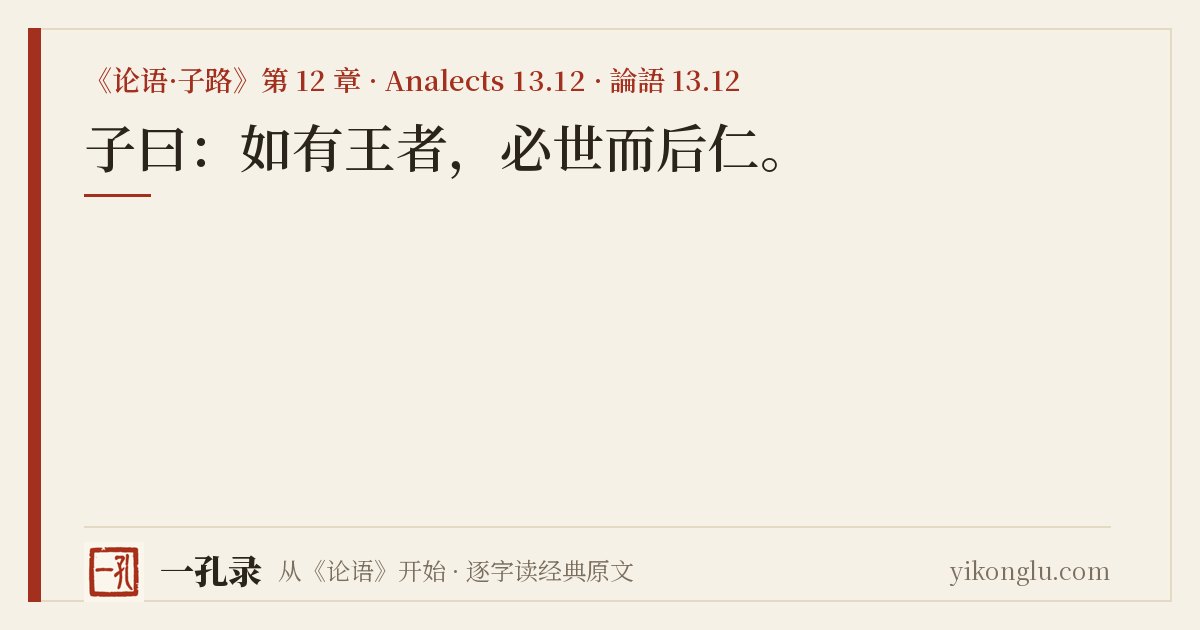 《论语·子路》第 12 章 · Analects 13.12 · 論語 13.12
子曰：如有王者，必世而后仁。
一孔
一孔录 从《论语》开始 · 逐字读经典原文 yikonglu.com